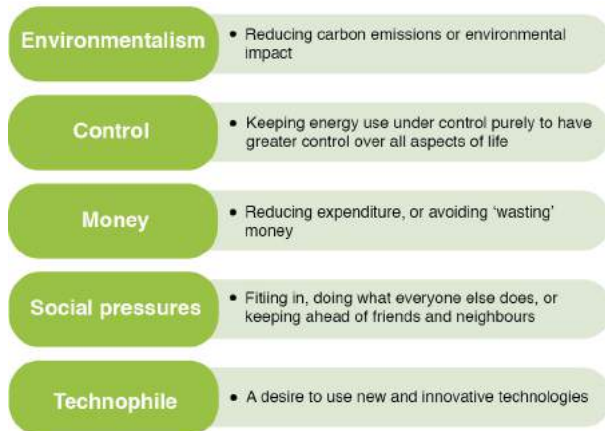 Environmentalism
• Reducing carbon emissions or environmental
impact
Control
• Keeping energy use under control purely to have
greater control over all aspects of life
Money
• Reducing expenditure, or avoiding ‘wasting’
money
Social pressures
• Fitiing in, doing what everyone else does, or
keeping ahead of friends and neighbours
Technophile
• A desire to use new and innovative technologies